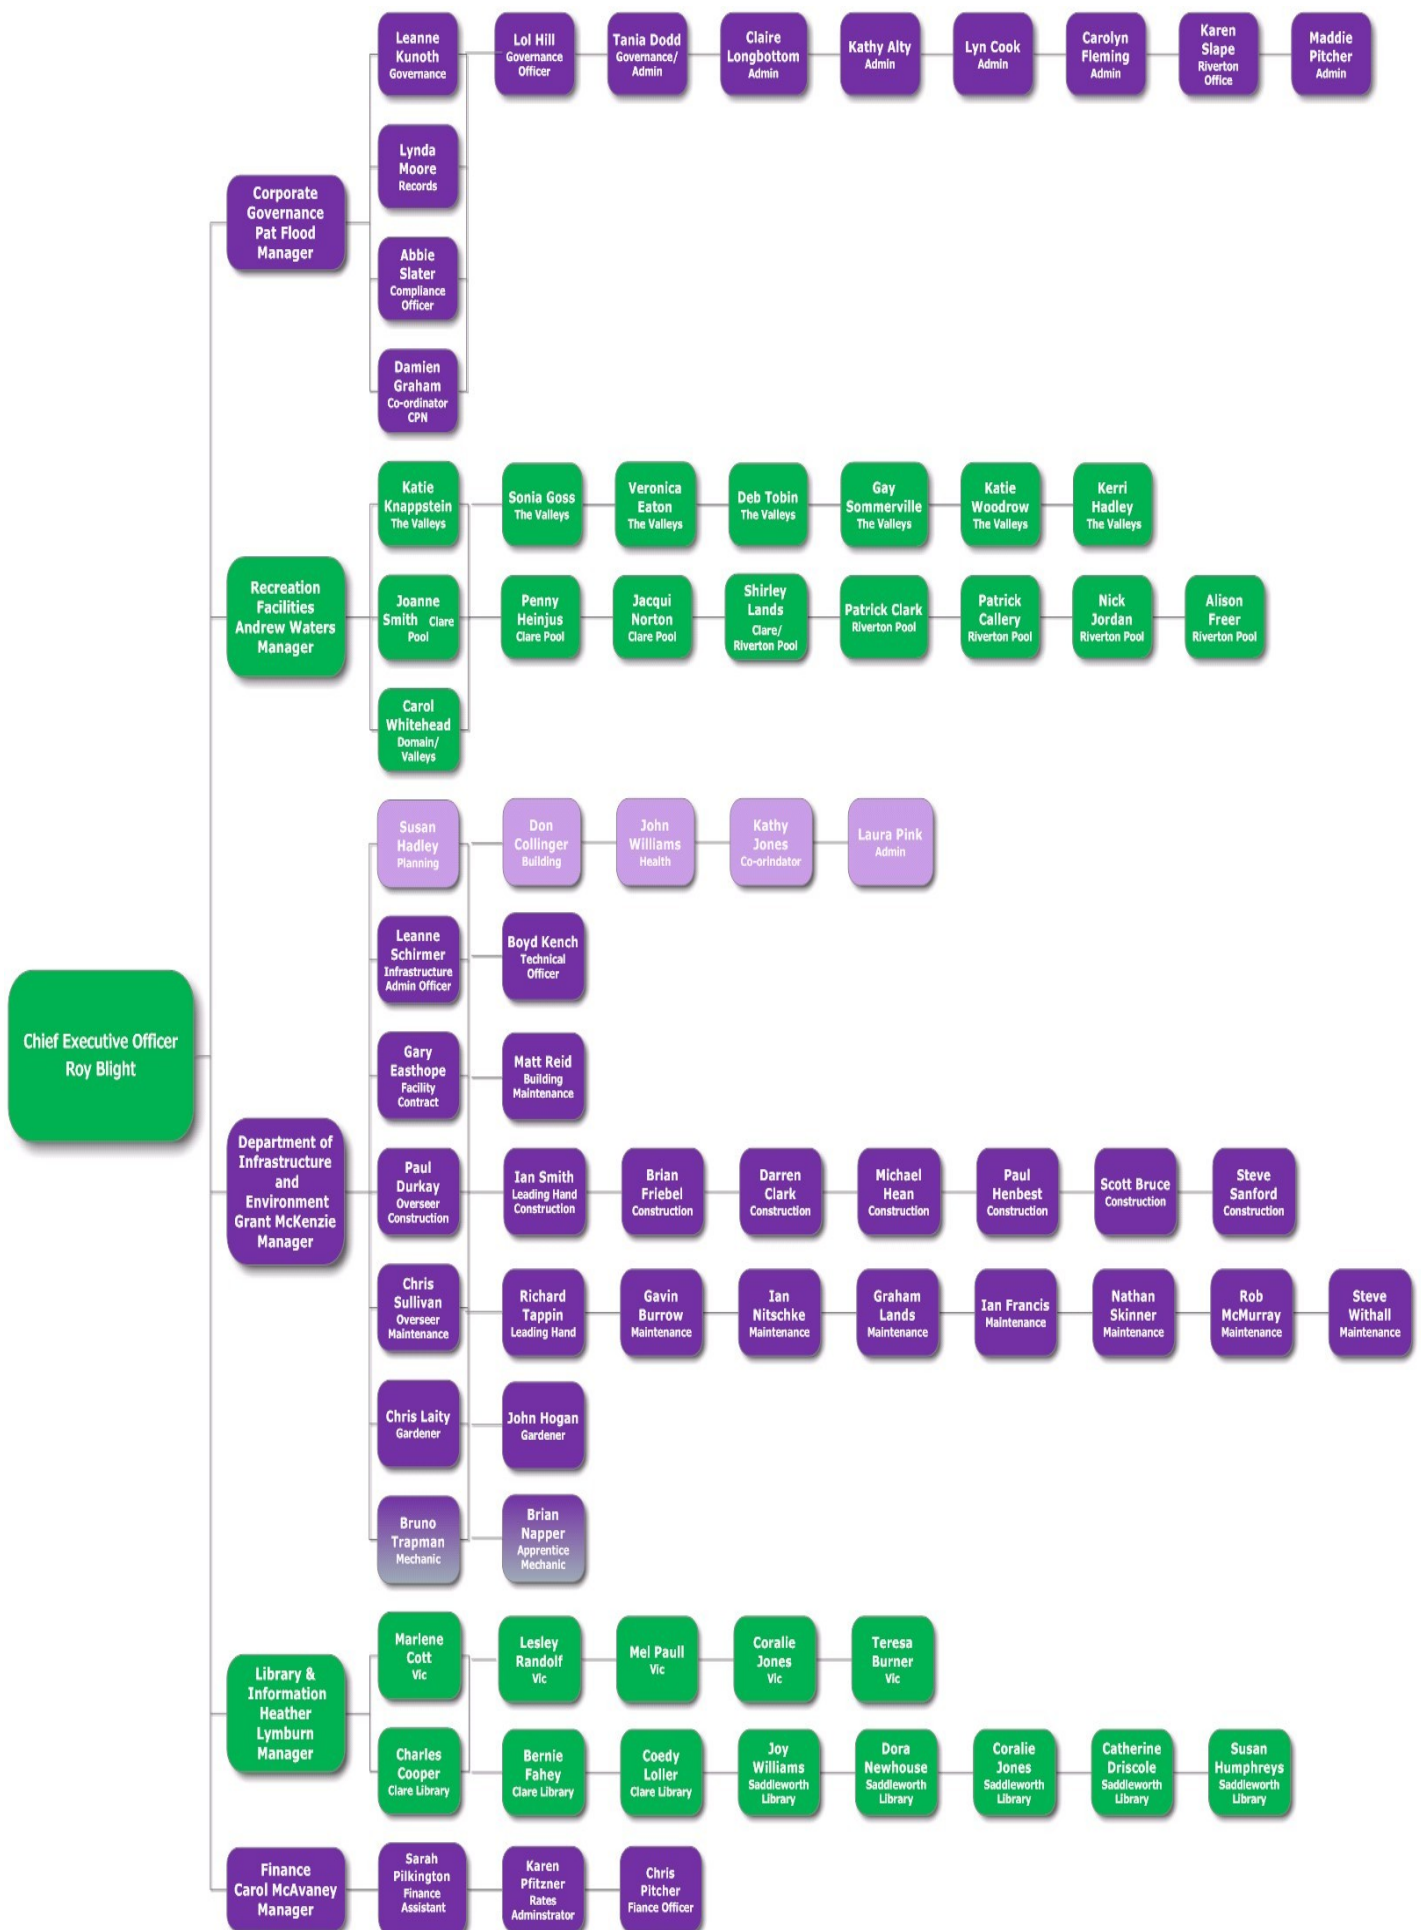 Leanne
Kunoth
Governance
Lol Hill
Governance
Officer
Tania Dodd
Governance/
Admin
Claire
Longbottom
Admin
Kathy Alty
Admin
Lyn Cook
Admin
Carolyn
Fleming
Admin
Karen
Slape
Riverton
Office
Maddie
Pitcher
Admin
Lynda
Moore
Records
Corporate
Governance
Pat Flood
Manager
Abbie
Slater
Compliance
Officer
Damien
Graham
Co-ordinator
CPN
Katie
Knappstein
The Valleys
Sonia Goss
The Valleys
Veronica
Eaton
The Valleys
Deb Tobin
The Valleys
Gay
Sommerville
The Valleys
Katie
Woodrow
The Valleys
Kerri
Hadley
The Valleys
Recreation
Facilities
Andrew Waters
Manager
Joanne
Smith Clare
Pool
Penny
Heinjus
Clare Pool
Jacqui
Norton
Clare Pool
Shirley
Lands
Clare/
Riverton Pool
Patrick Clark
Riverton Pool
Patrick
Callery
Riverton Pool
Nick
Jordan
Riverton Pool
Alison
Freer
Riverton Pool
Carol
Whitehead
Domain/
Valleys
Susan
Hadley
Planning
Don
Collinger
Building
John
Williams
Health
Kathy
Jones
Co-orindator
Laura Pink
Admin
Leanne
Schirmer
Infrastructure
Admin Officer
Boyd Kench
Technical
Officer
Chief Executive Officer
Roy Blight
Gary
Easthope
Facility
Contract
Matt Reid
Building
Maintenance
Department of
Infrastructure
and
Environment
Grant McKenzie
Manager
Paul
Durkay
Overseer
Construction
Ian Smith
Leading Hand
Construction
Brian
Friebel
Construction
Darren
Clark
Construction
Michael
Hean
Construction
Paul
Henbest
Construction
Scott Bruce
Construction
Steve
Sanford
Construction
Chris
Sullivan
Overseer
Maintenance
Richard
Tappin
Leading Hand
Gavin
Burrow
Maintenance
Ian
Nitschke
Maintenance
Graham
Lands
Maintenance
Ian Francis
Maintenance
Nathan
Skinner
Maintenance
Rob
McMurray
Maintenance
Steve
Withall
Maintenance
Chris Laity
Gardener
John Hogan
Gardener
Bruno
Trapman
Mechanic
Brian
Napper
Apprentice
Mechanic
Marlene
Cott
Vic
Lesley
Randolf
Vic
Mel Paull
Vic
Coralie
Jones
Vic
Teresa
Burner
Vic
Library &
Information
Heather
Lymburn
Manager
Charles
Cooper
Clare Library
Bernie
Fahey
Clare Library
Coedy
Loller
Clare Library
Joy
Williams
Saddleworth
Library
Dora
Newhouse
Saddleworth
Library
Coralie
Jones
Saddleworth
Library
Catherine
Driscole
Saddleworth
Library
Susan
Humphreys
Saddleworth
Library
Finance
Carol McAvaney
Manager
Sarah
Pilkington
Finance
Assistant
Karen
Pfitzner
Rates
Adminstrator
Chris
Pitcher
Fiance Officer